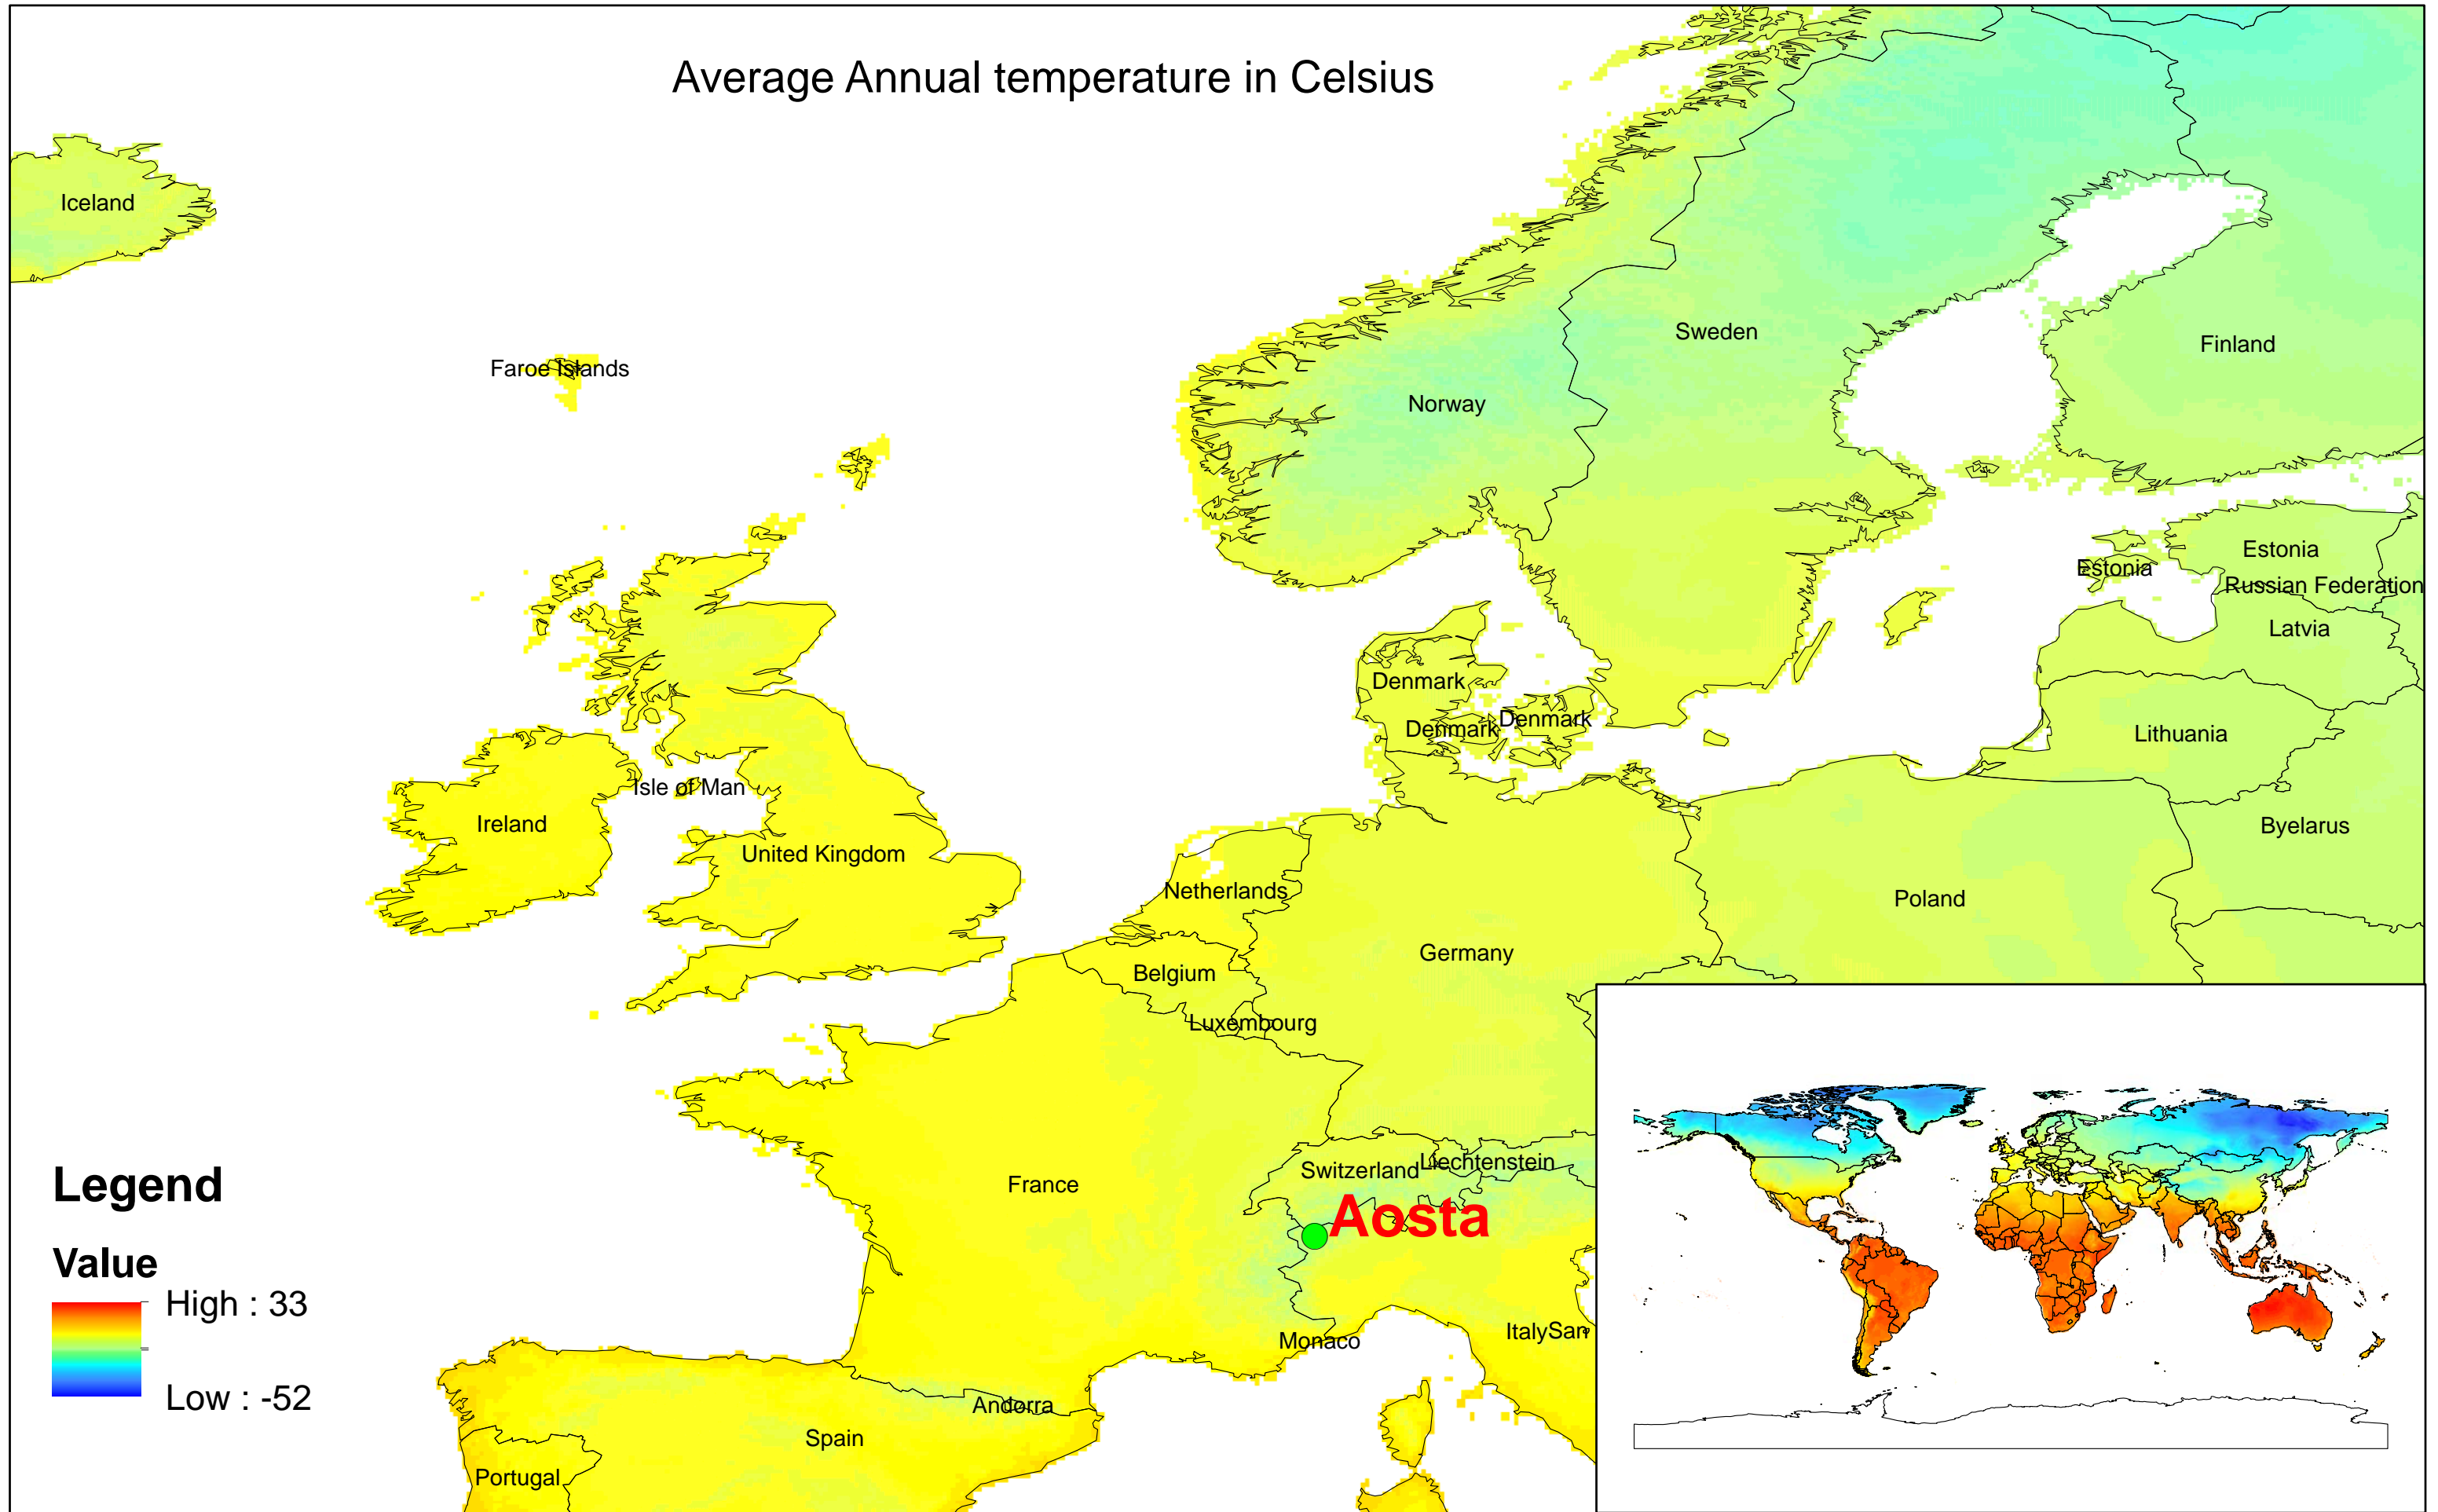 Average Annual temperature in Celsius
Iceland
Faroe Islands
Sweden
Finland
Norway
Estonia
Estonia
Russian Federation
Latvia
Denmark
Denmark
Denmark
Lithuania
Isle of Man
Ireland
United Kingdom
Byelarus
Netherlands
Poland
Germany
Belgium
Luxembourg
Switzerland
Liechtenstein
France
Aosta
Monaco
ItalySan
Andorra
Spain
Portugal
Legend
Value
High : 33
Low : -52